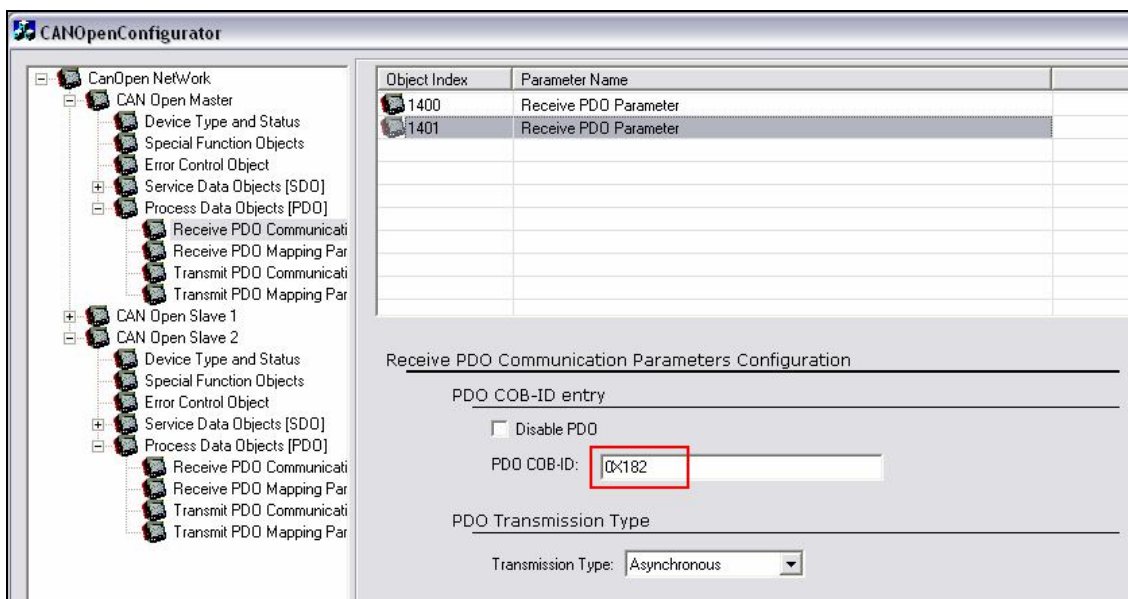 CANOpenConfigurator
CanOpen NetWork
CAN Open Master
Device Type and Status
Special Function Objects
Error Control Object
Service Data Objects [SDO]
Process Data Objects [PDO]
Receive PDO Communicati
Receive PDO Mapping Par
Transmit PDO Communicati
Transmit PDO Mapping Par
CAN Open Slave 1
CAN Open Slave 2
Device Type and Status
Special Function Objects
Error Control Object
Service Data Objects [SDO]
Process Data Objects [PDO]
Receive PDO Communicati
Receive PDO Mapping Par
Transmit PDO Communicati
Transmit PDO Mapping Par
Object Index Parameter Name
1400 Receive PDO Parameter
1401 Receive PDO Parameter
Receive PDO Communication Parameters Configuration
PDO COB-ID entry
Disable PDO
PDO COB-ID: 0X182
PDO Transmission Type
Transmission Type: Asynchronous